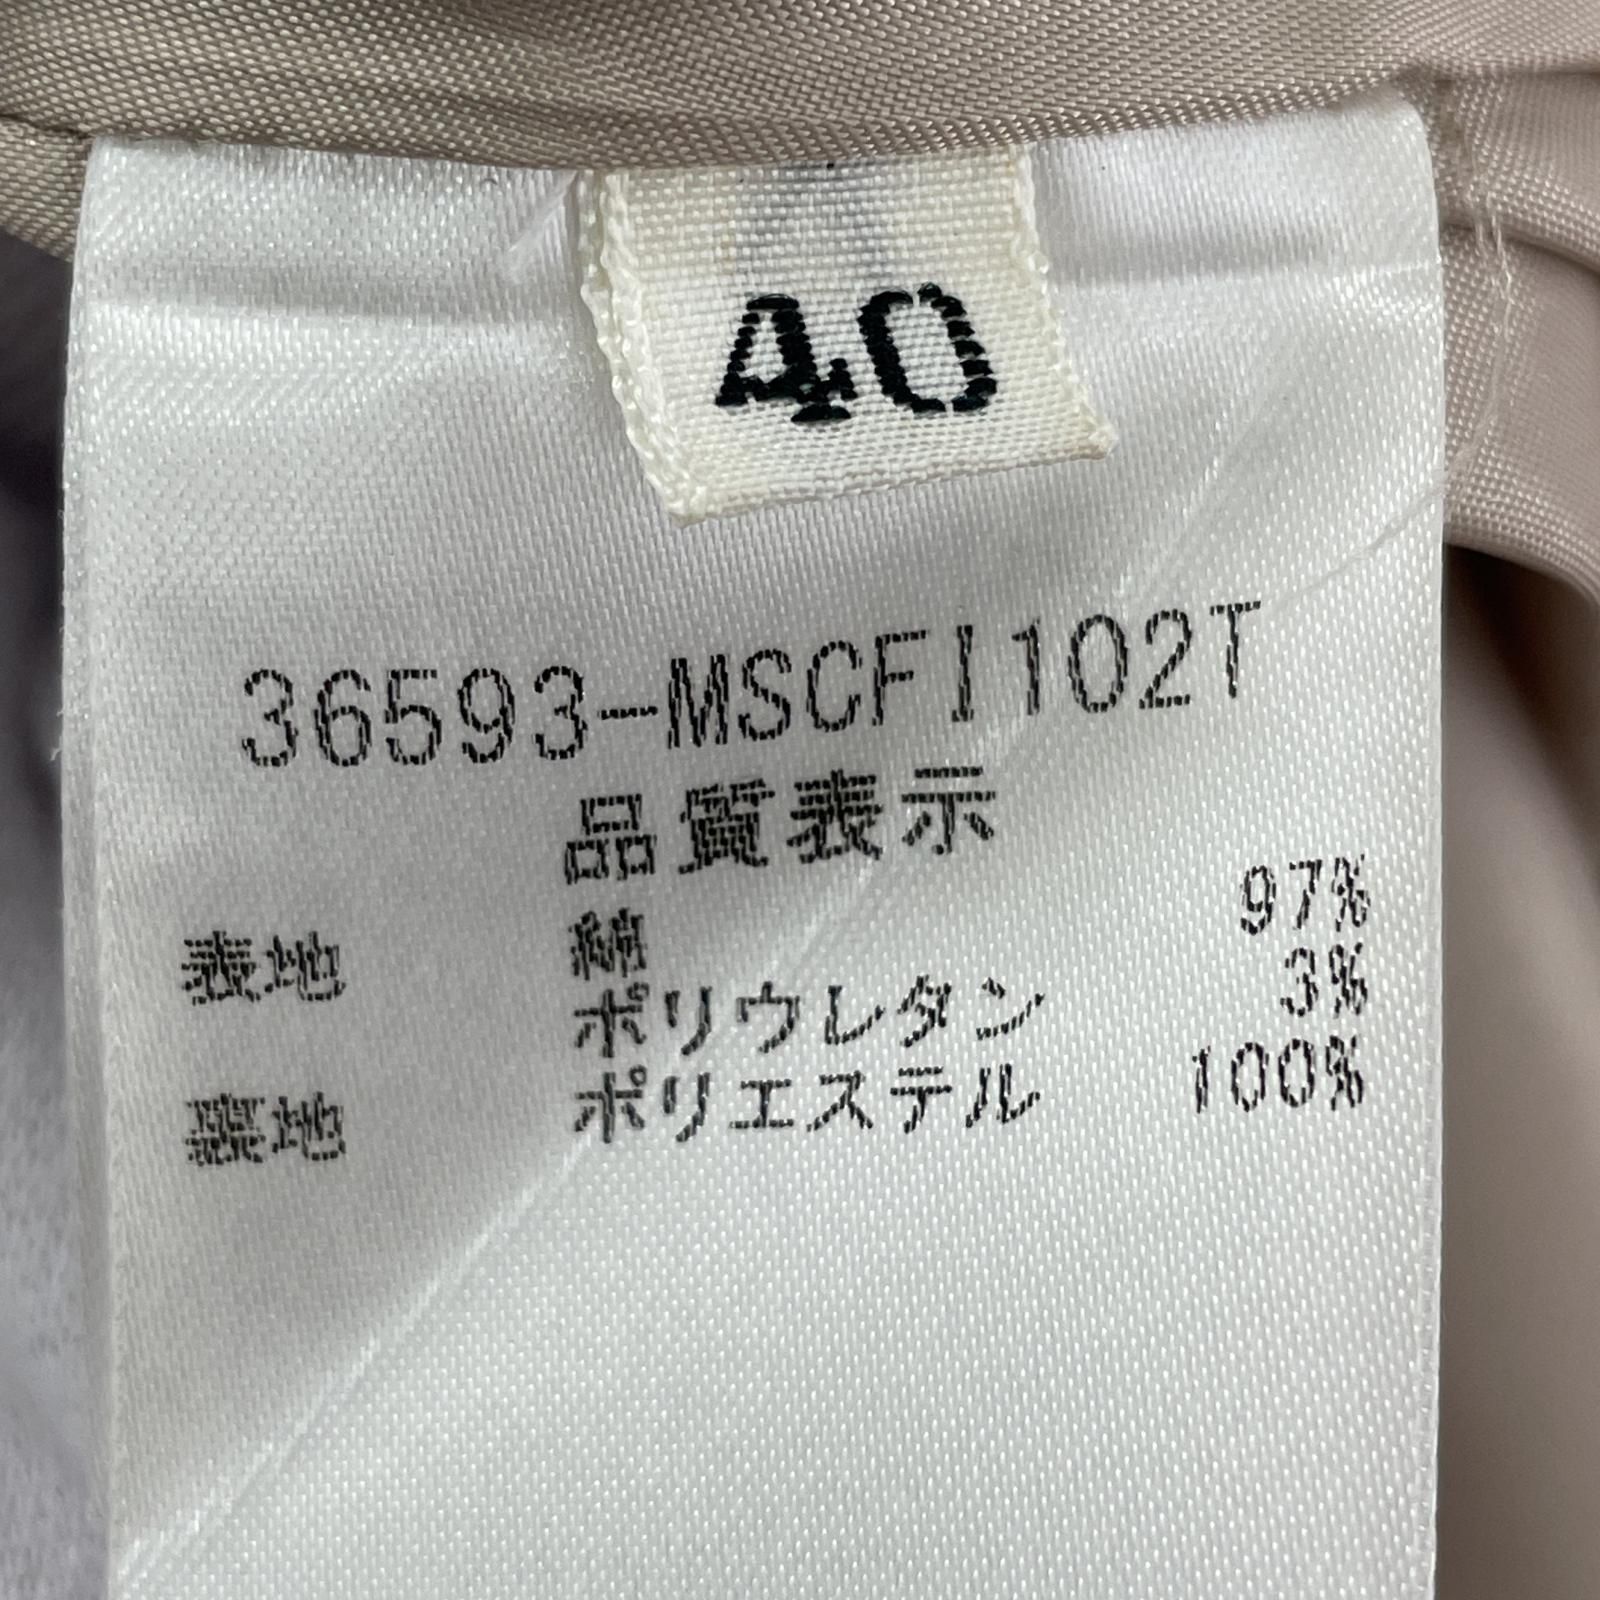 40
36593-MSCFI102T
品質表示
表地 綿 97%
ポリウレタン 3%
裏地 ポリエステル 100%